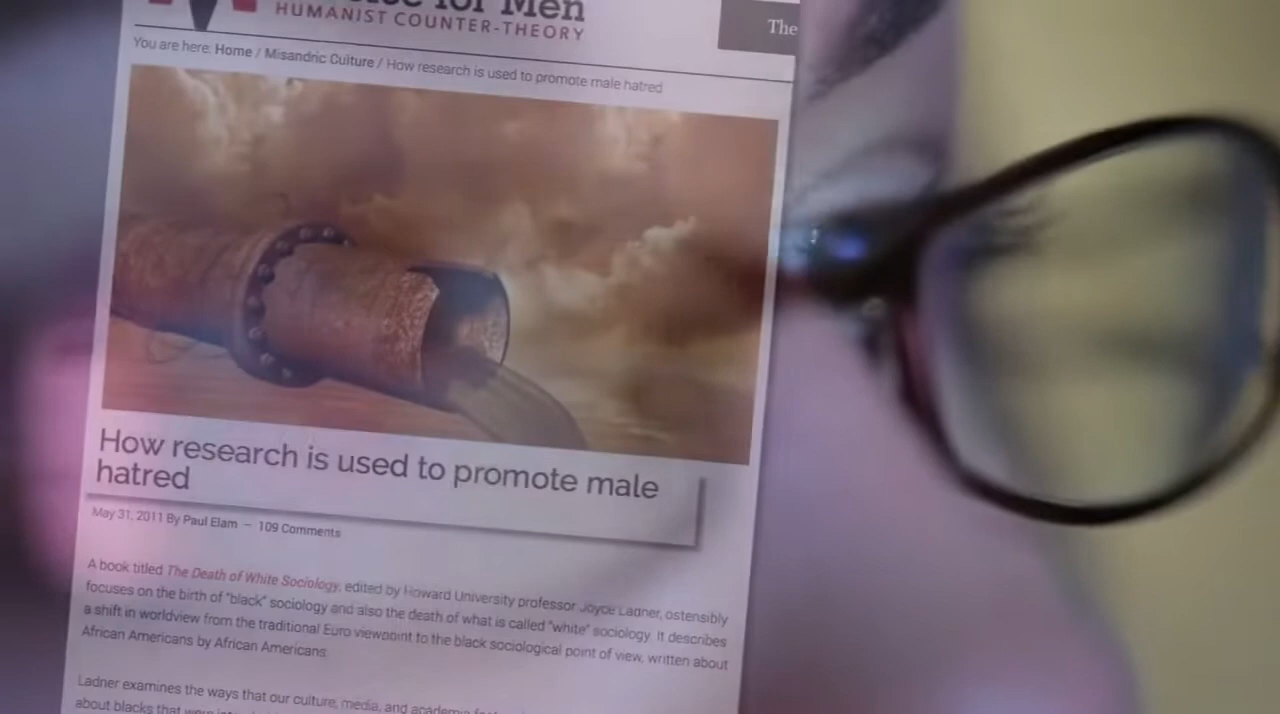 for Men
HUMANIST COUNTER-THEORY
The
You are here: Home / Misandric Culture / How research is used to promote male hatred
How research is used to promote male
hatred
May 31, 2011 By Paul Elam — 109 Comments
A book titled The Death of White Sociology, edited by Howard University professor Joyce Ladner, ostensibly
focuses on the birth of "black" sociology and also the death of what is called "white" sociology. It describes
a shift in worldview from the traditional Euro viewpoint to the black sociological point of view, written about
African Americans by African Americans.
Ladner examines the ways that our culture, media, and academia
about blacks that were